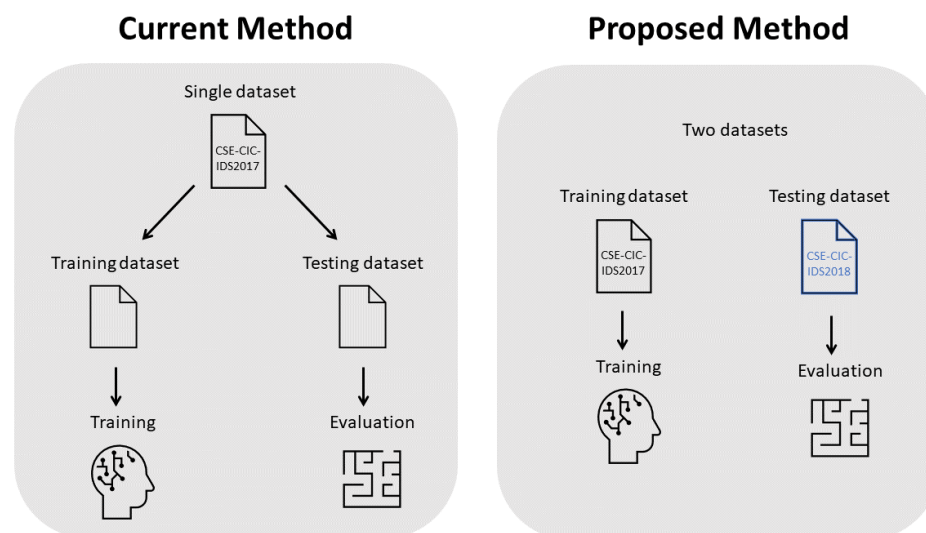 Current Method
Single dataset
CSE-CIC-
IDS2017
Training dataset
Testing dataset
Training
Evaluation
Proposed Method
Two datasets
Training dataset
Testing dataset
CSE-CIC-
IDS2017
CSE-CIC-
IDS2018
Training
Evaluation